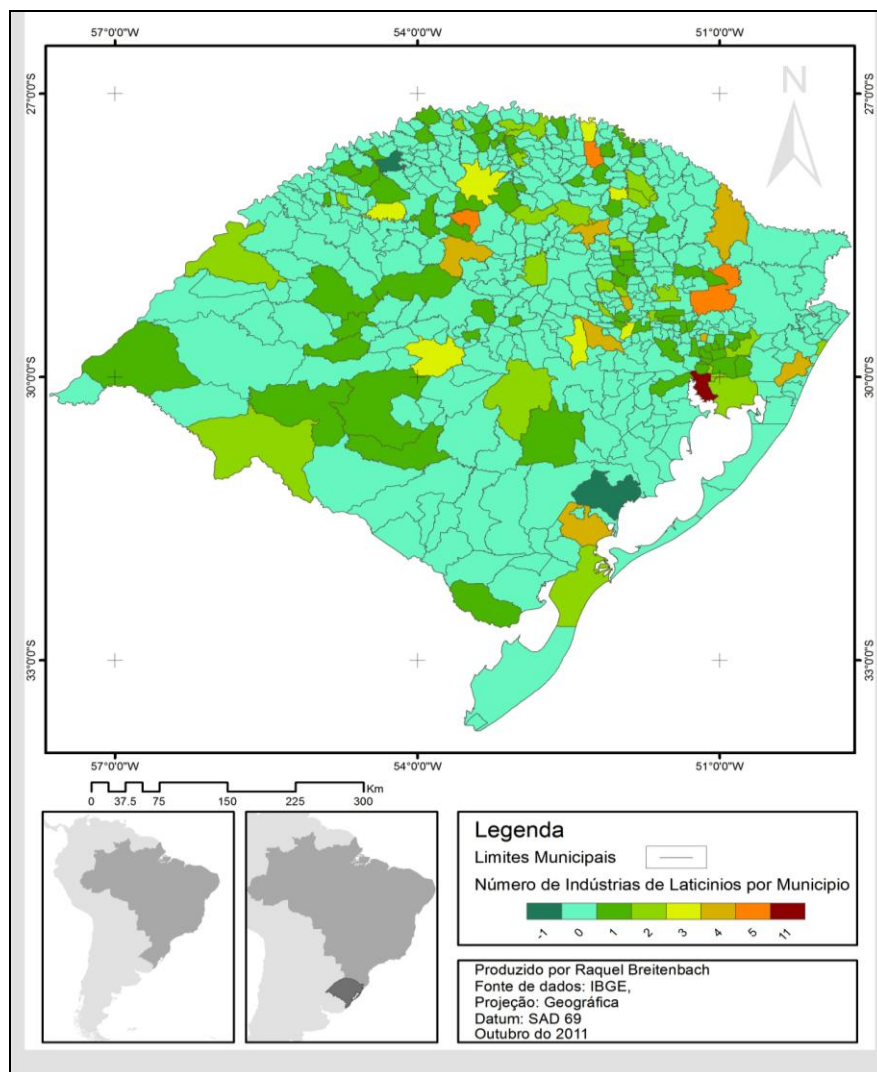 57°0'0"W 54°0'0"W 51°0'0"W
N
27°0'0"S 27°0'0"S
30°0'0"S 30°0'0"S
33°0'0"S 33°0'0"S
57°0'0"W 54°0'0"W 51°0'0"W
Km
0 37.5 75 150 225 300
Legenda
Limites Municipais
Número de Indústrias de Laticinios por Municipio
-1 0 1 2 3 4 5 11
Produzido por Raquel Breitenbach
Fonte de dados: IBGE,
Projeção: Geográfica
Datum: SAD 69
Outubro do 2011